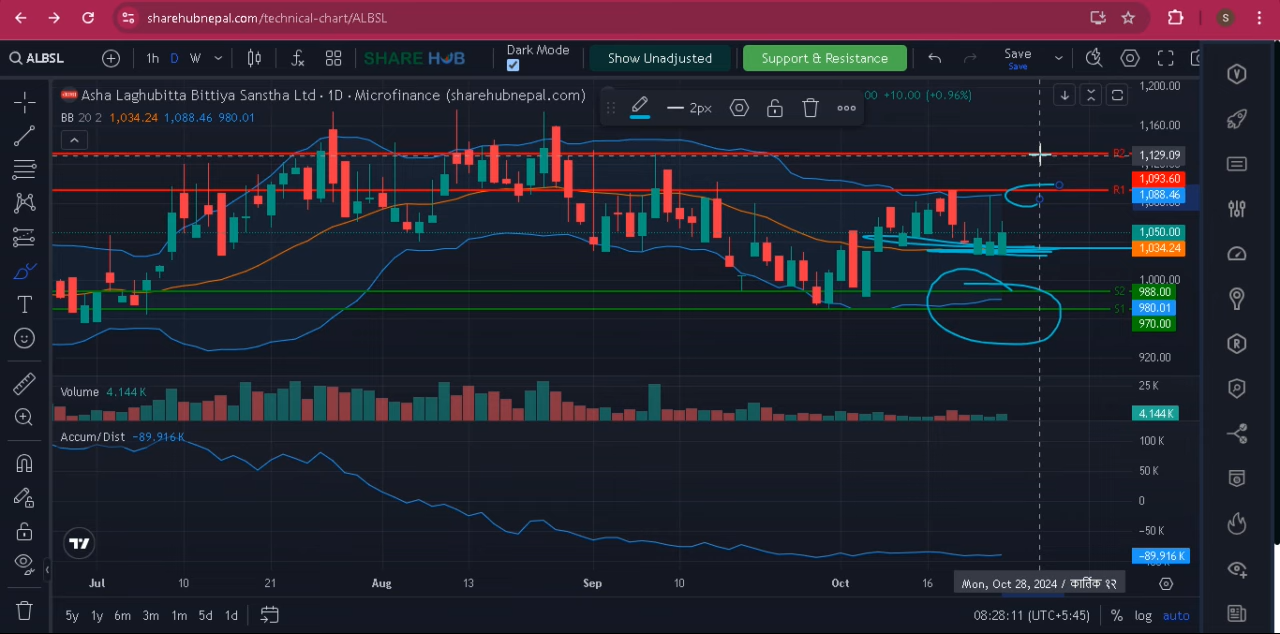 sharehubnepal.com/technical-chart/ALBSL
S
ALBSL
1h D W
SHARE HUB
Dark Mode
Show Unadjusted
Support & Resistance
Save
Save
Asha Laghubitta Bittiya Sanstha Ltd · 1D · Microfinance (sharehubnepal.com)
2px
00 +10.00 (+0.96%)
BB 20 2 1,034.24 1,088.46 980.01
1,200.00
1,160.00
R2
1,129.09
1,093.60
R1
1,088.46
1,050.00
1,034.24
1,000.00
S2
988.00
980.01
S1
970.00
920.00
Volume 4.144 K
25 K
4.144 K
Accum/Dist −89.916 K
100 K
50 K
0
−50 K
−89.916 K
Jul 10 21 Aug 13 Sep 10 Oct 16
Mon, Oct 28, 2024 / कार्तिक १२
5y 1y 6m 3m 1m 5d 1d
08:28:11 (UTC+5:45)
% log auto